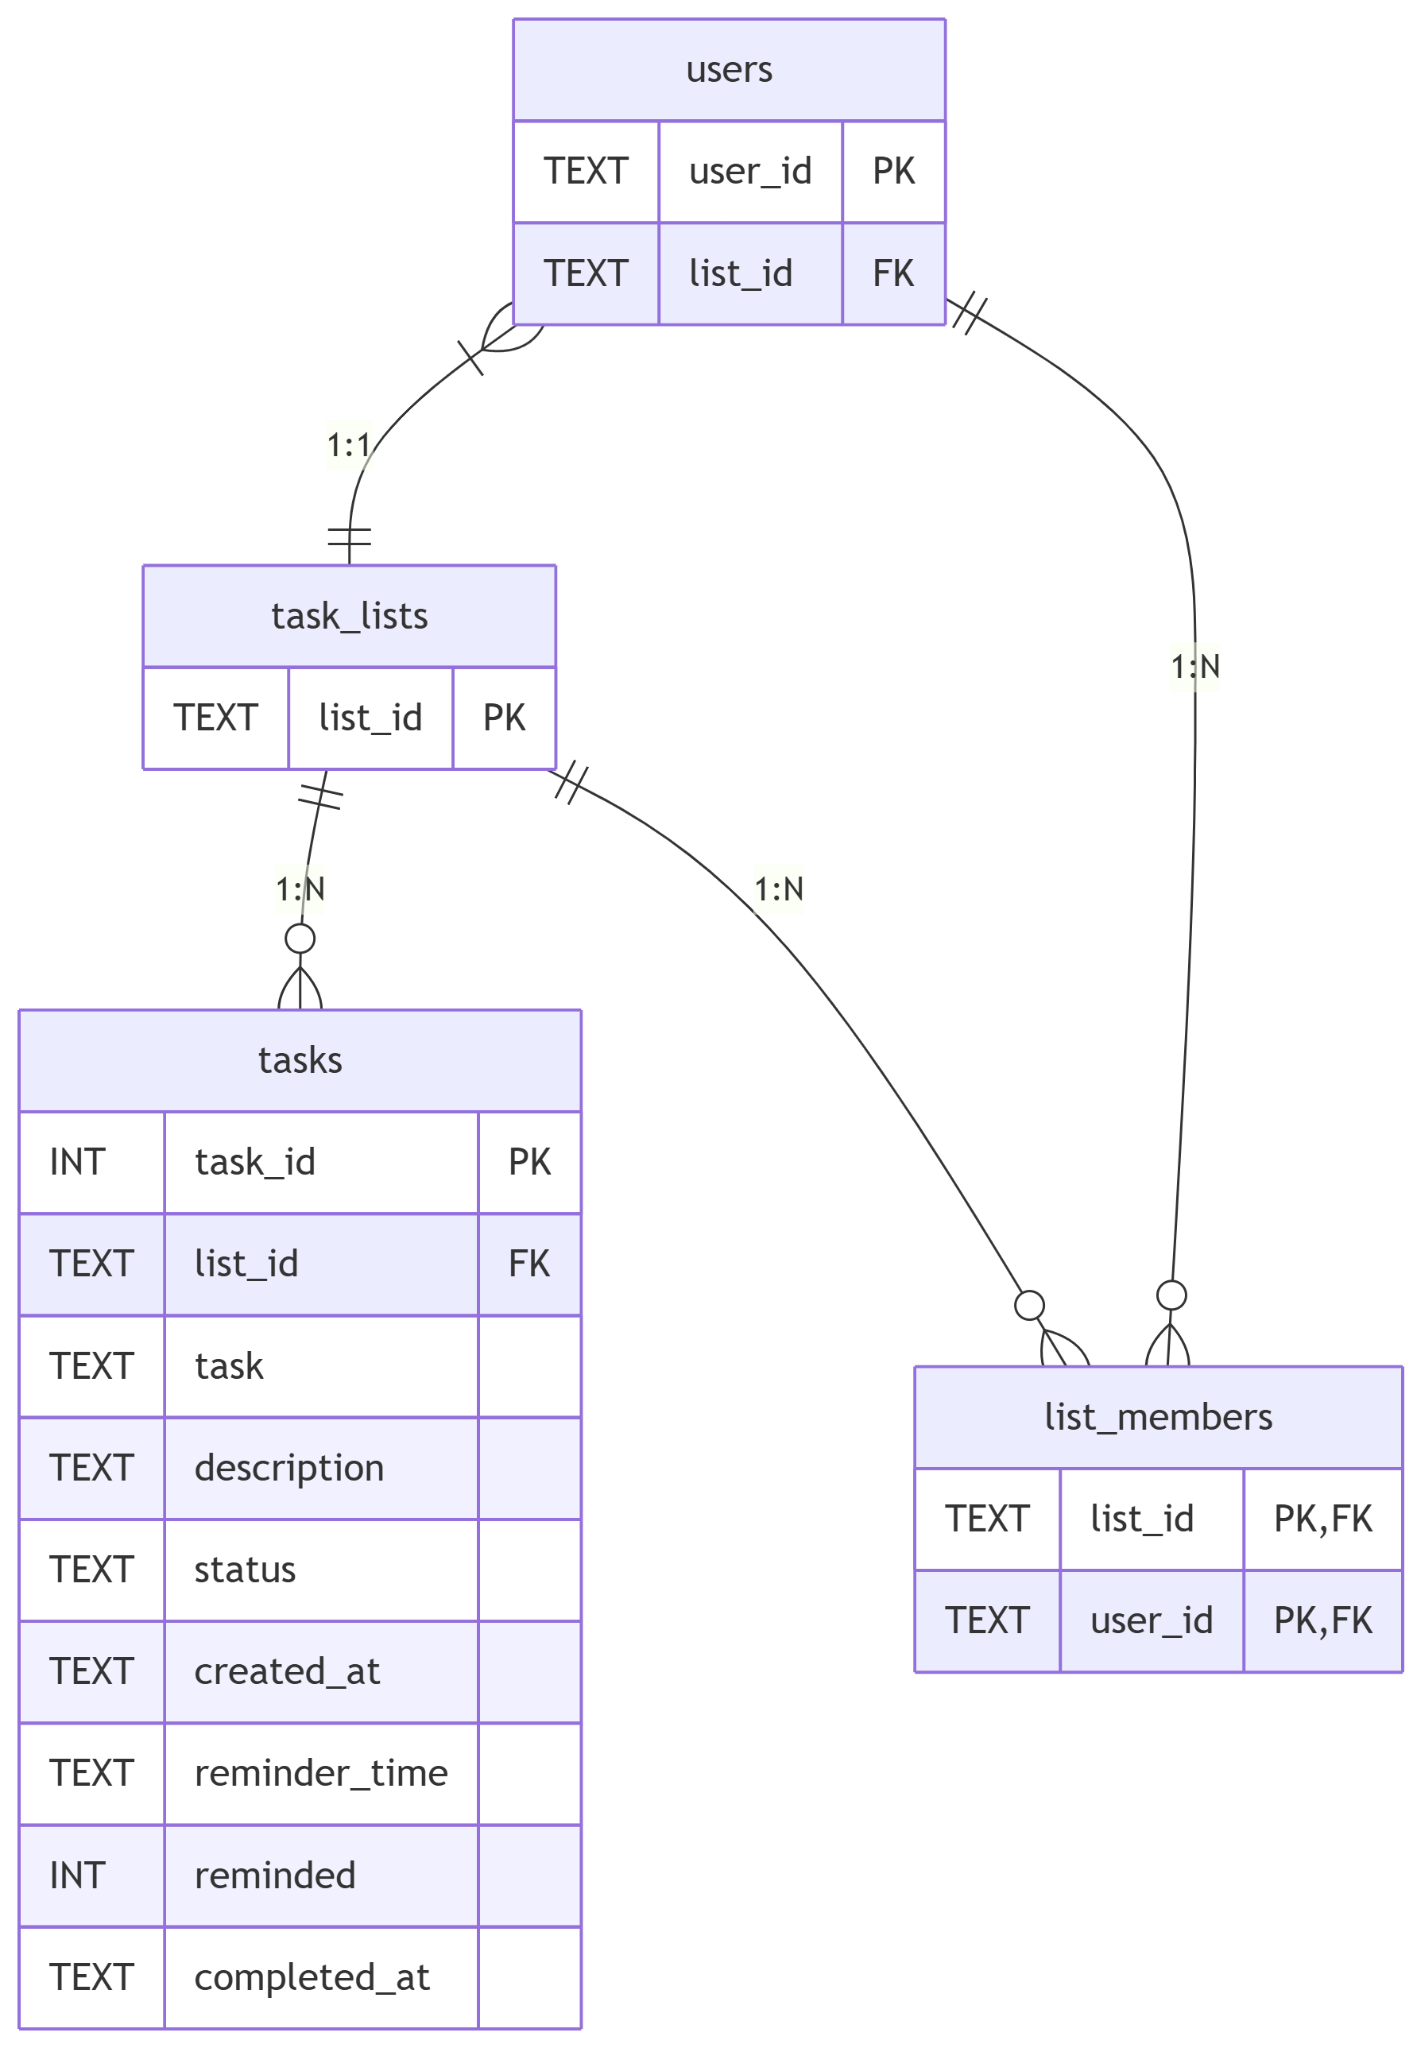 users
TEXT user_id PK
TEXT list_id FK
1:1
task_lists
TEXT list_id PK
1:N
1:N
1:N
tasks
INT task_id PK
TEXT list_id FK
TEXT task
TEXT description
TEXT status
TEXT created_at
TEXT reminder_time
INT reminded
TEXT completed_at
list_members
TEXT list_id PK,FK
TEXT user_id PK,FK